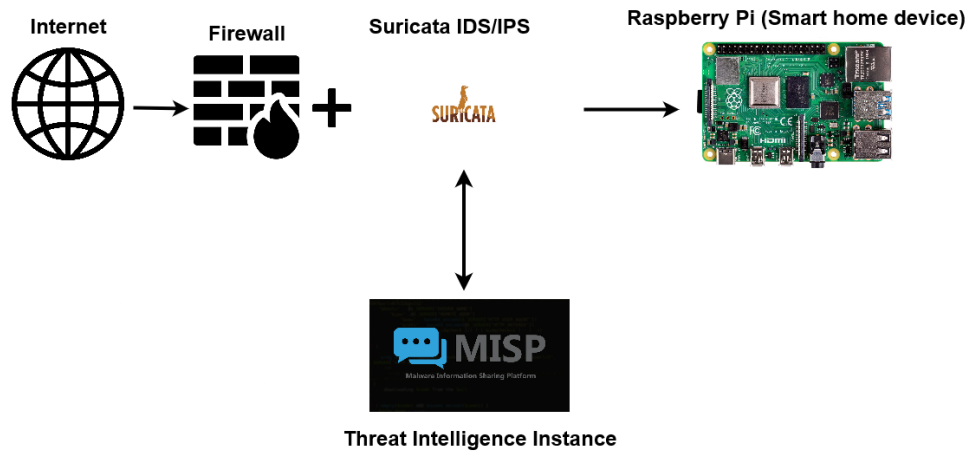 Internet
Firewall
Suricata IDS/IPS
Raspberry Pi (Smart home device)
SURICATA
HDMI
MISP
Malware Information Sharing Platform
Threat Intelligence Instance